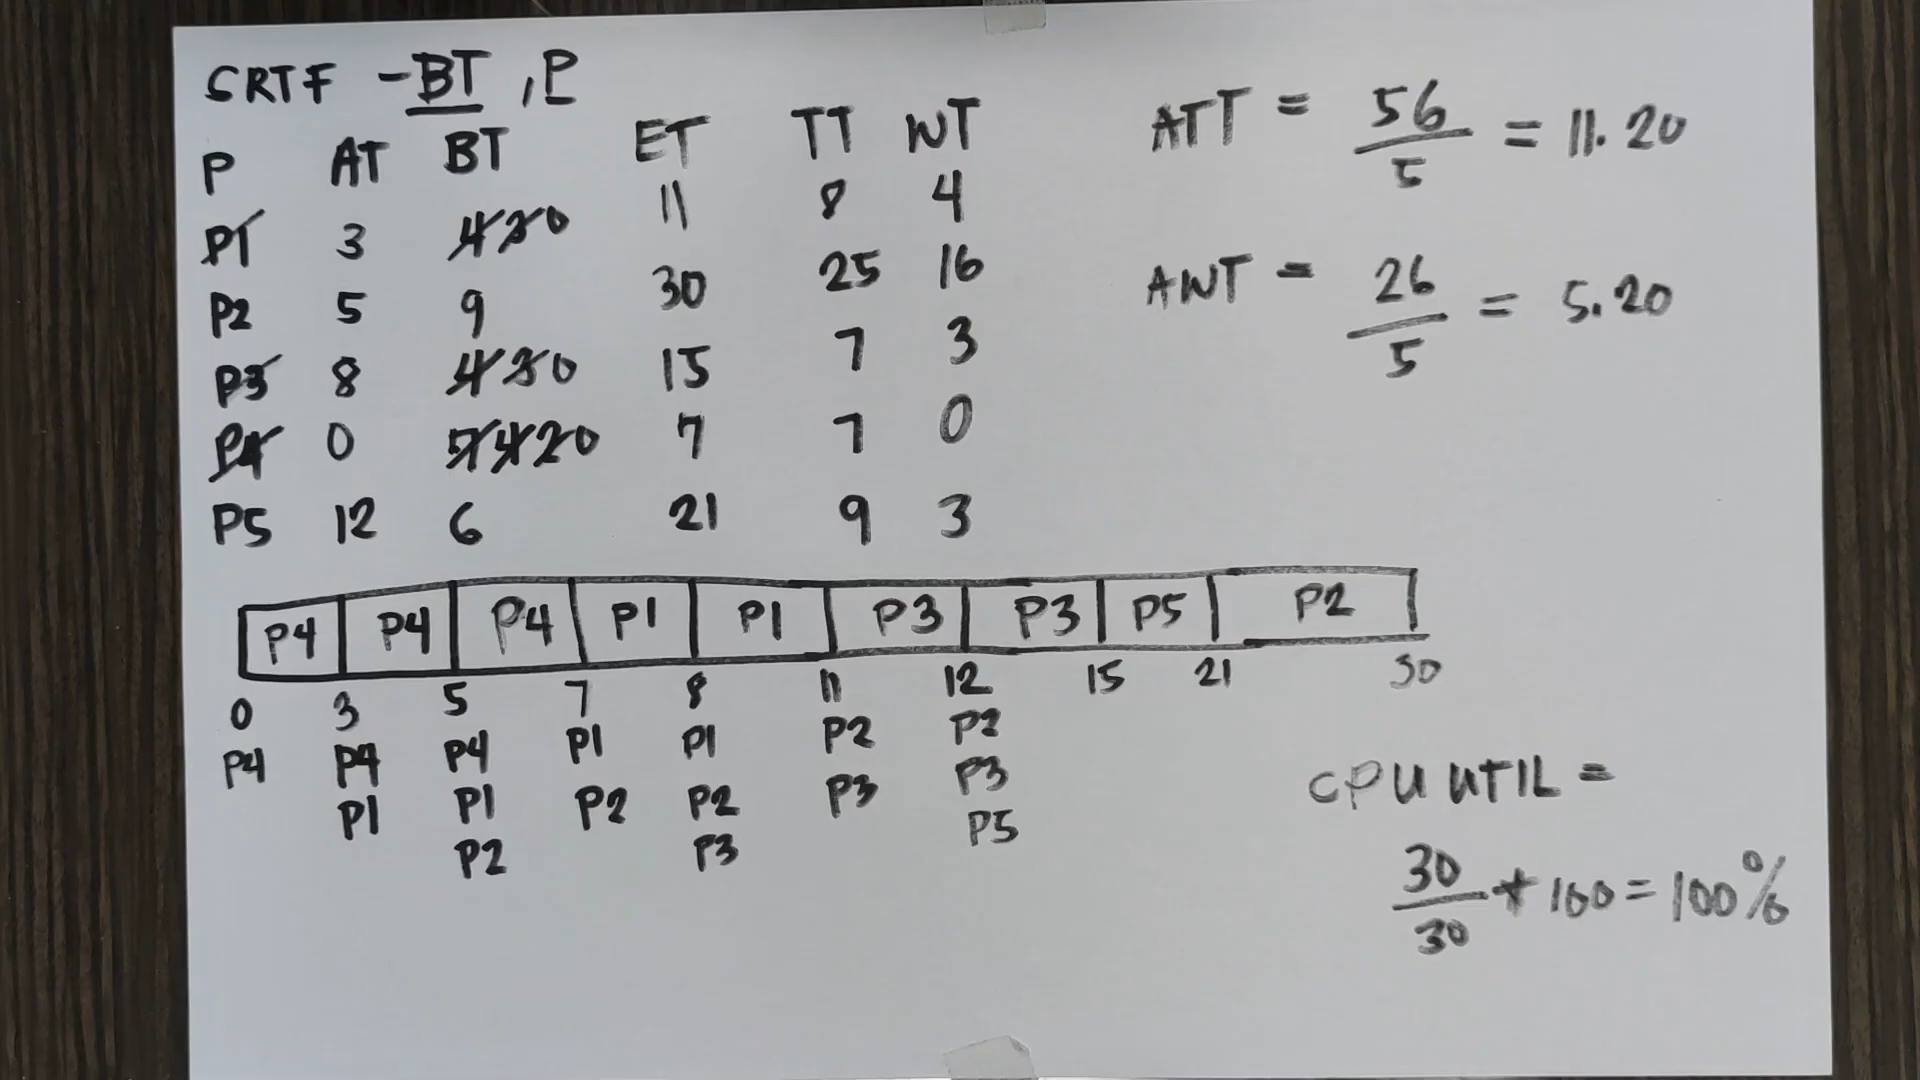 SRTF - BT, P
P AT BT ET TT WT
P1 3 4 3 0 11 8 4
P2 5 9 30 25 16
P3 8 4 3 0 15 7 3
P4 0 7 4 2 0 7 7 0
P5 12 6 21 9 3
ATT = 56/5 = 11.20
AWT = 26/5 = 5.20
P4 P4 P4 P1 P1 P3 P3 P5 P2
0 3 5 7 8 11 12 15 21 30
P4 P4 P4 P1 P1 P2 P2
P1 P1 P2 P2 P3 P3
P2 P3 P5
CPU UTIL =
30/30 * 100 = 100%